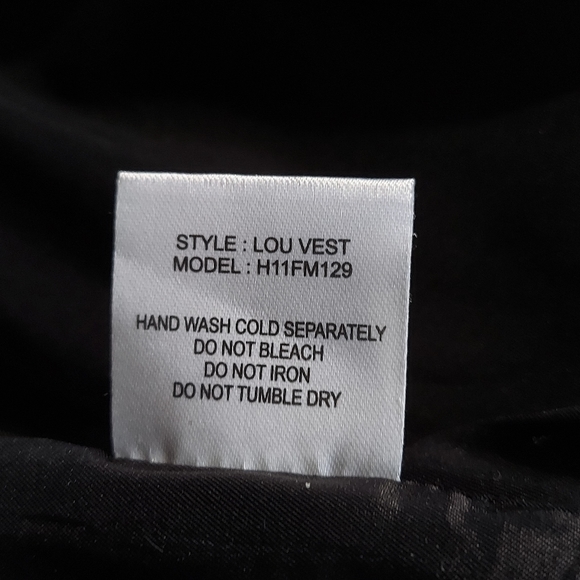 STYLE : LOU VEST
MODEL : H11FM129
HAND WASH COLD SEPARATELY
DO NOT BLEACH
DO NOT IRON
DO NOT TUMBLE DRY